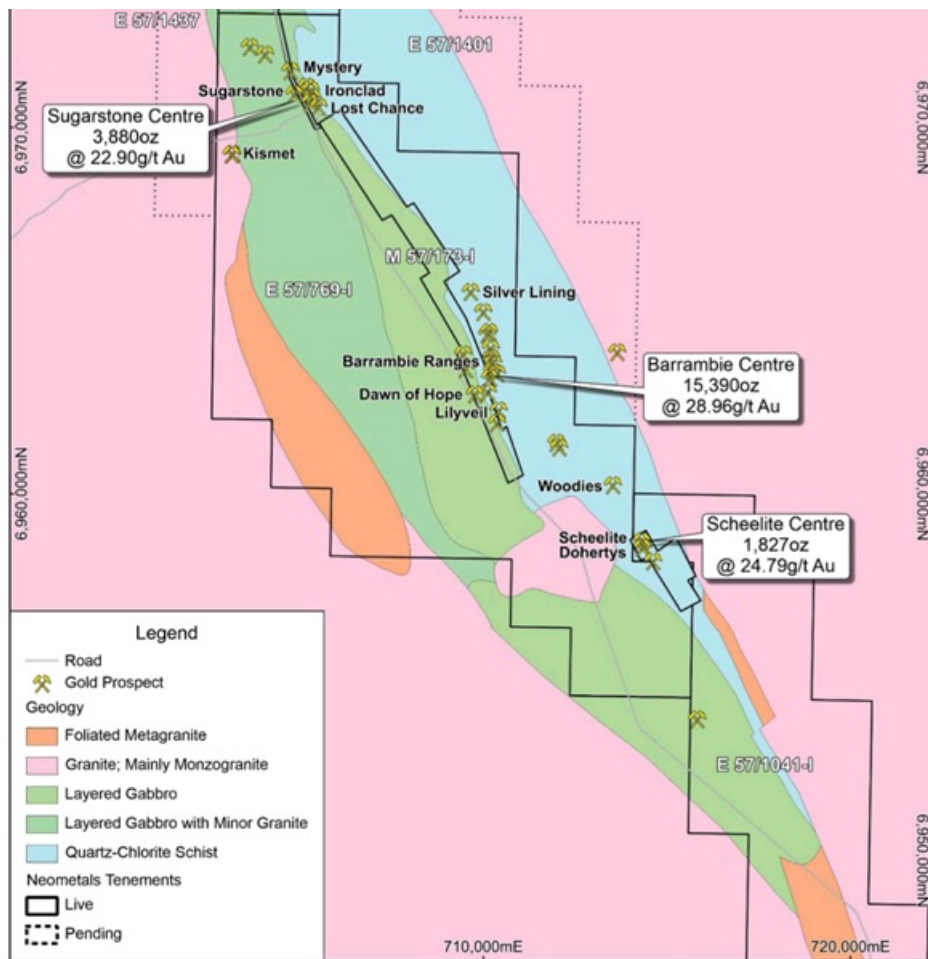 E 57/1437
E 57/1401
Mystery
Sugarstone
Ironclad
Lost Chance
Sugarstone Centre
3,880oz
@ 22.90g/t Au
Kismet
6,970,000mN
6,970,000mN
M 57/173-I
E 57/769-I
Silver Lining
Barrambie Ranges
Dawn of Hope
Lilyveil
Barrambie Centre
15,390oz
@ 28.96g/t Au
6,960,000mN
6,960,000mN
Woodies
Scheelite
Dohertys
Scheelite Centre
1,827oz
@ 24.79g/t Au
E 57/1041-I
6,950,000mN
Legend
Road
Gold Prospect
Geology
Foliated Metagranite
Granite; Mainly Monzogranite
Layered Gabbro
Layered Gabbro with Minor Granite
Quartz-Chlorite Schist
Neometals Tenements
Live
Pending
710,000mE
720,000mE